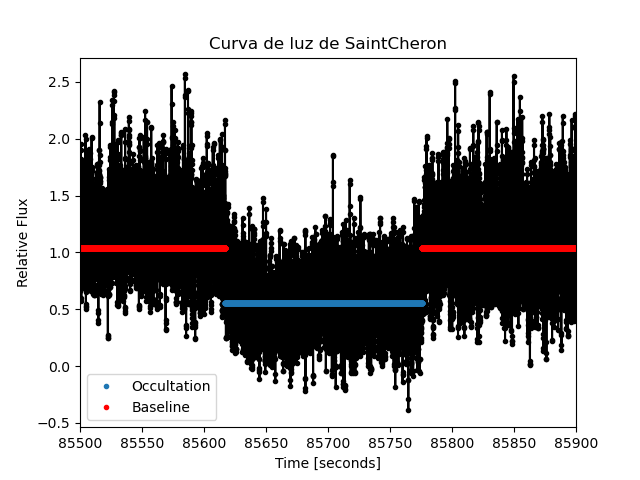 Curva de luz de SaintCheron
Relative Flux
2.5
2.0
1.5
1.0
0.5
0.0
−0.5
Occultation
Baseline
85500 85550 85600 85650 85700 85750 85800 85850 85900
Time [seconds]